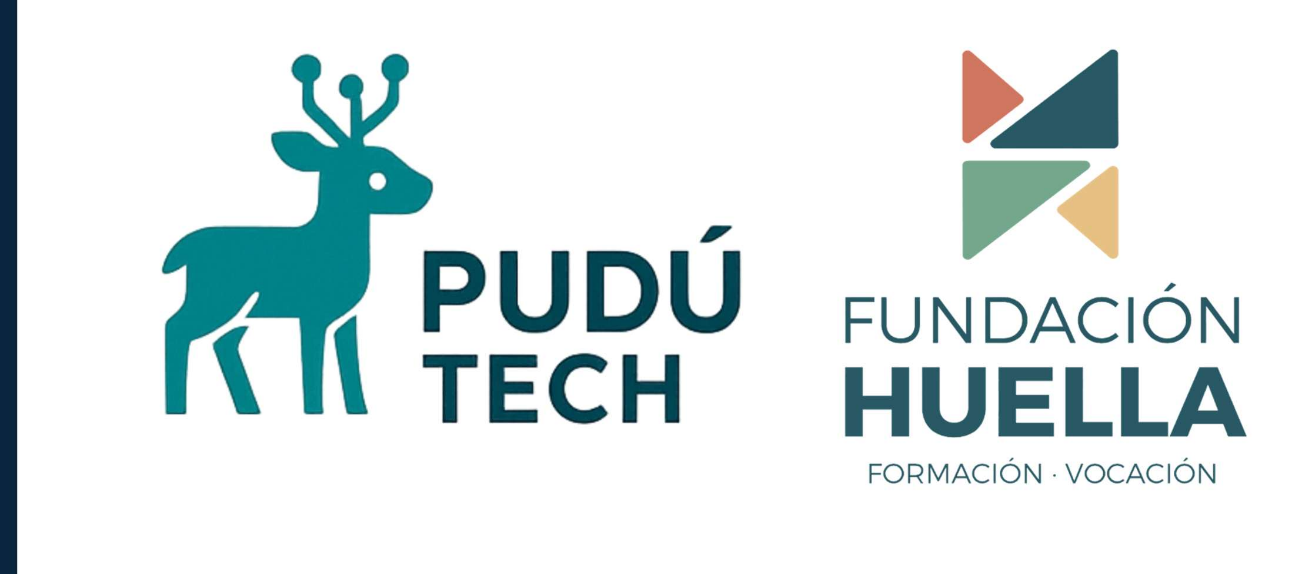 PUDÚ
TECH
FUNDACIÓN
HUELLA
FORMACIÓN · VOCACIÓN